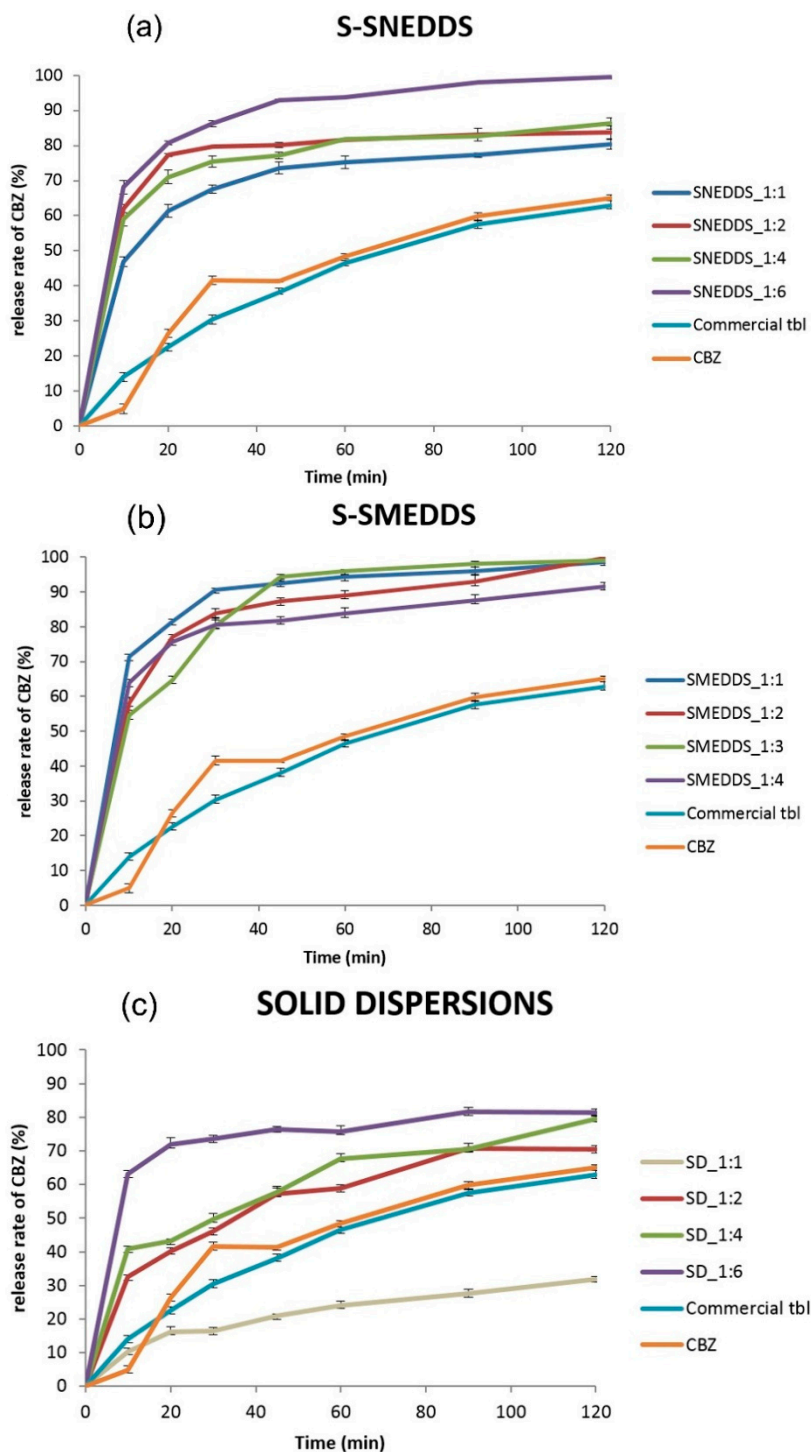 (a) S-SNEDDS
release rate of CBZ (%)
100
90
80
70
60
50
40
30
20
10
0
0 20 40 60 80 100 120
Time (min)
SNEDDS_1:1
SNEDDS_1:2
SNEDDS_1:4
SNEDDS_1:6
Commercial tbl
CBZ
(b) S-SMEDDS
release rate of CBZ (%)
100
90
80
70
60
50
40
30
20
10
0
0 20 40 60 80 100 120
Time (min)
SMEDDS_1:1
SMEDDS_1:2
SMEDDS_1:3
SMEDDS_1:4
Commercial tbl
CBZ
(c) SOLID DISPERSIONS
release rate of CBZ (%)
100
90
80
70
60
50
40
30
20
10
0
0 20 40 60 80 100 120
Time (min)
SD_1:1
SD_1:2
SD_1:4
SD_1:6
Commercial tbl
CBZ